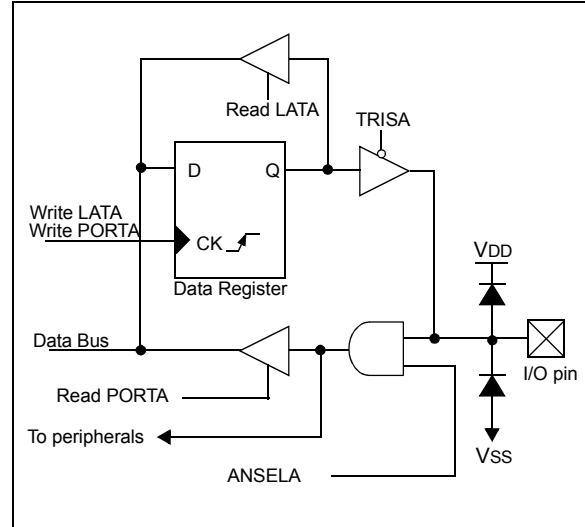 Read LATA
TRISA
D
Q
Write LATA
Write PORTA
CK
Data Register
VDD
Data Bus
I/O pin
Read PORTA
To peripherals
VSS
ANSELA